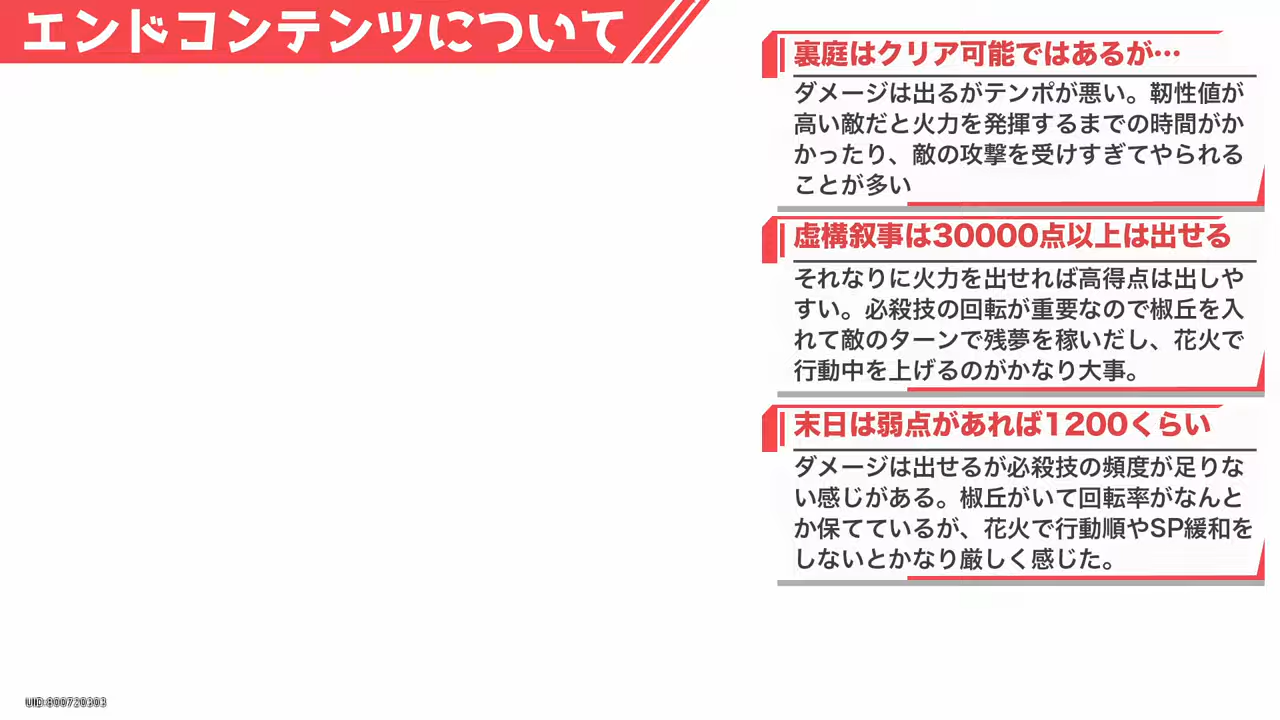 エンドコンテンツについて
裏庭はクリア可能ではあるが…
ダメージは出るがテンポが悪い。靭性値が
高い敵だと火力を発揮するまでの時間がか
かったり、敵の攻撃を受けすぎてやられる
ことが多い
虚構叙事は30000点以上は出せる
それなりに火力を出せれば高得点は出しや
すい。必殺技の回転が重要なので椒丘を入
れて敵のターンで残夢を稼いだし、花火で
行動中を上げるのがかなり大事。
末日は弱点があれば1200くらい
ダメージは出せるが必殺技の頻度が足りな
い感じがある。椒丘がいて回転率がなんと
か保てているが、花火で行動順やSP緩和を
しないとかなり厳しく感じた。
UID:800720303